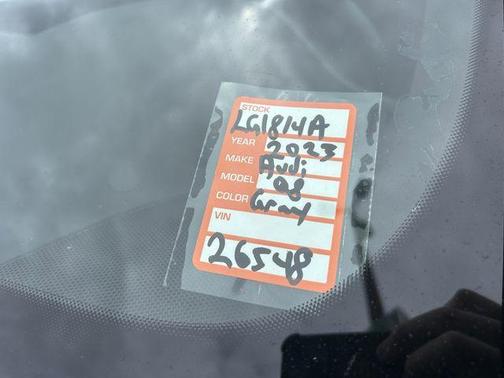 STOCK
LG1814A
YEAR 2023
MAKE Audi
MODEL Q8
COLOR Gray
VIN
26548